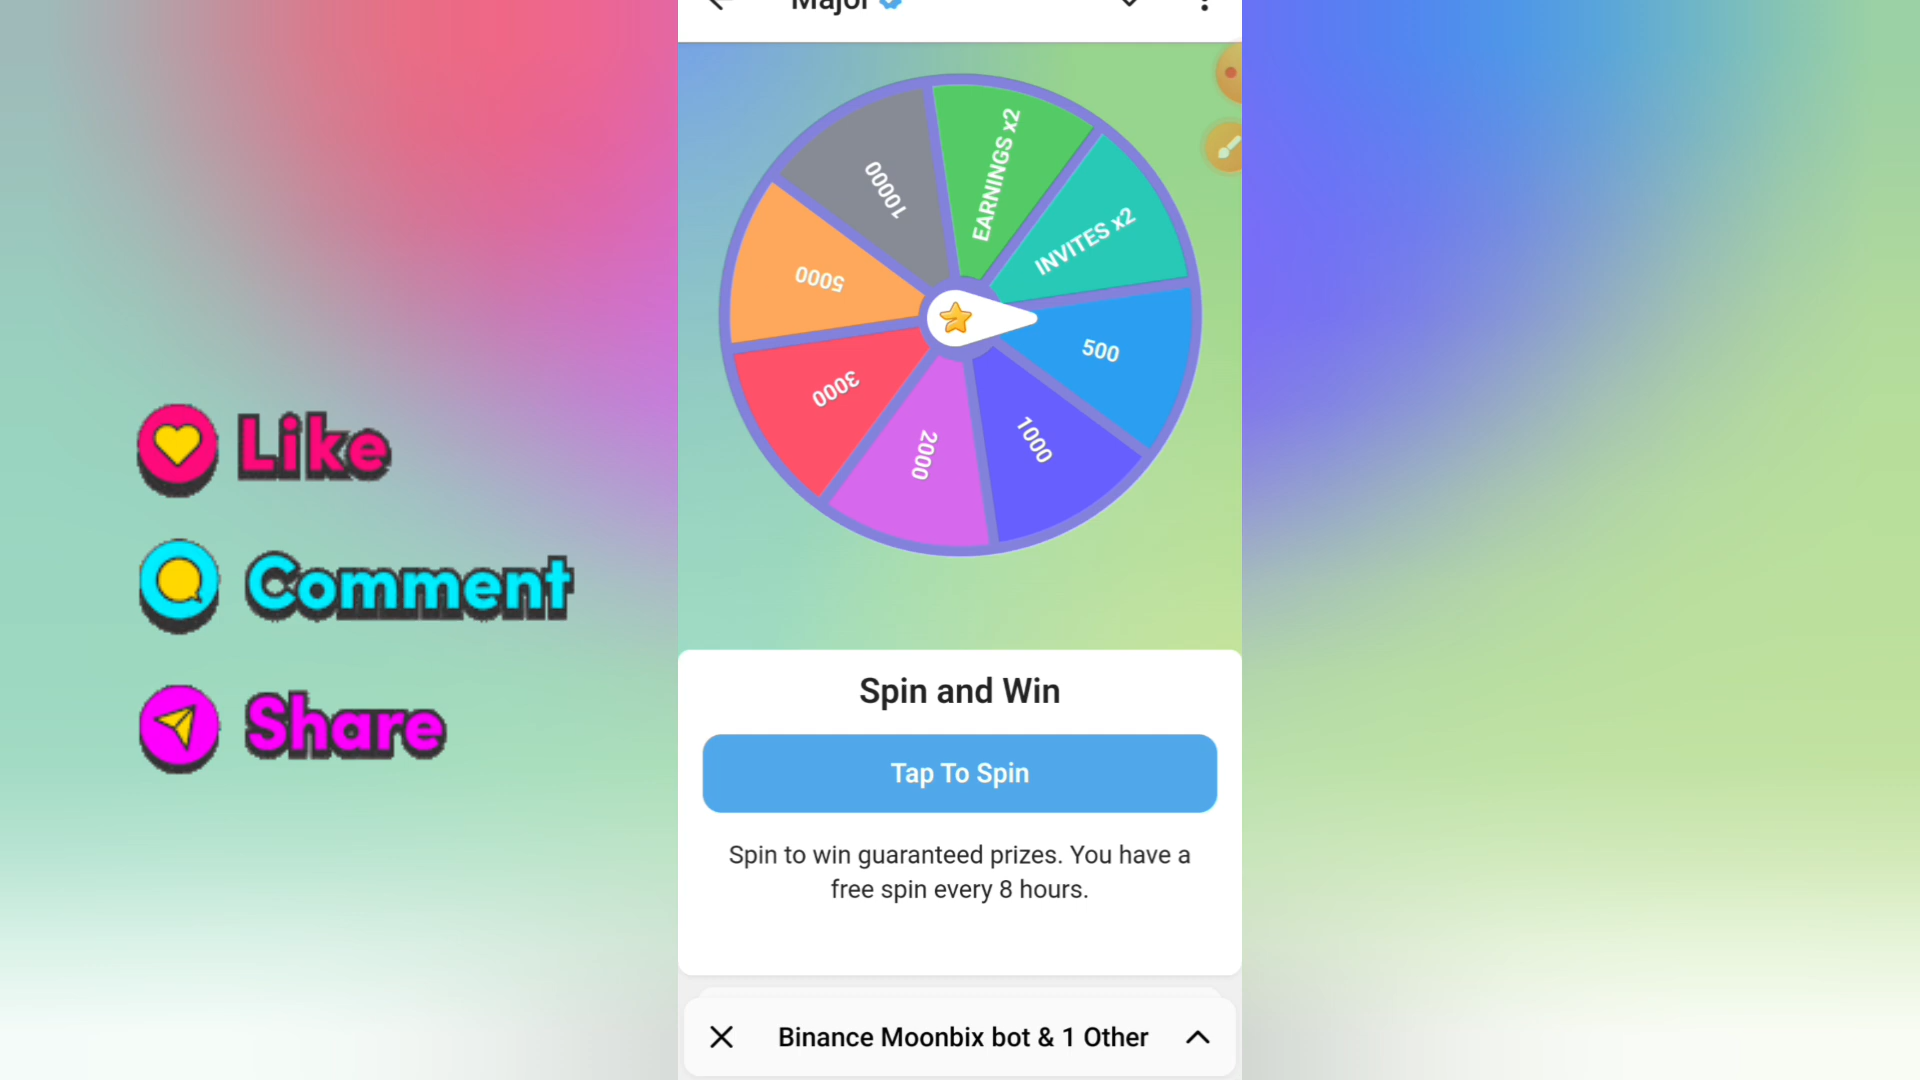 Major
EARNINGS x2
INVITES x2
500
1000
2000
3000
5000
10000
Like
Comment
Share
Spin and Win
Tap To Spin
Spin to win guaranteed prizes. You have a
free spin every 8 hours.
Binance Moonbix bot & 1 Other